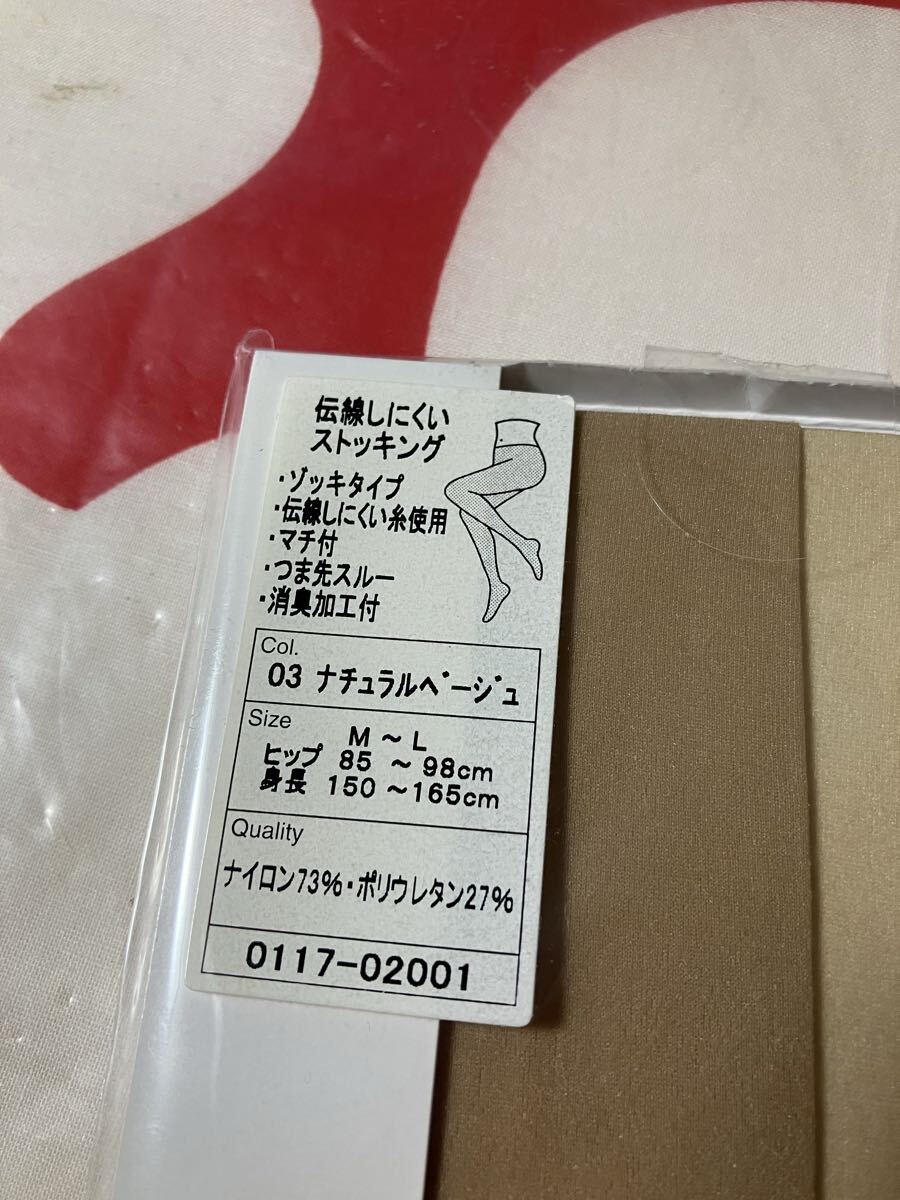 伝線しにくい
ストッキング
・ゾッキタイプ
・伝線しにくい糸使用
・マチ付
・つま先スルー
・消臭加工付
Col.
03 ナチュラルベージュ
Size
M ～ L
ヒップ 85 ～98cm
身長 150 ～165cm
Quality
ナイロン73%・ポリウレタン27%
0117-02001